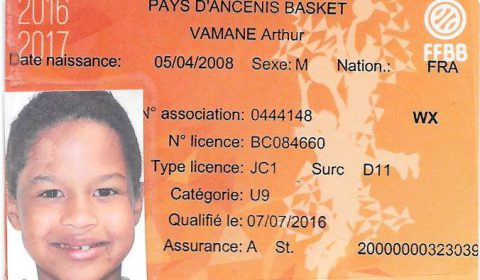 2016
2017
PAYS D'ANCENIS BASKET
VAMANE Arthur
FFBB
Date naissance: 05/04/2008 Sexe: M Nation.: FRA
N° association: 0444148 WX
N° licence: BC084660
Type licence: JC1 Surc D11
Catégorie: U9
Qualifié le: 07/07/2016
Assurance: A St. 20000000323039